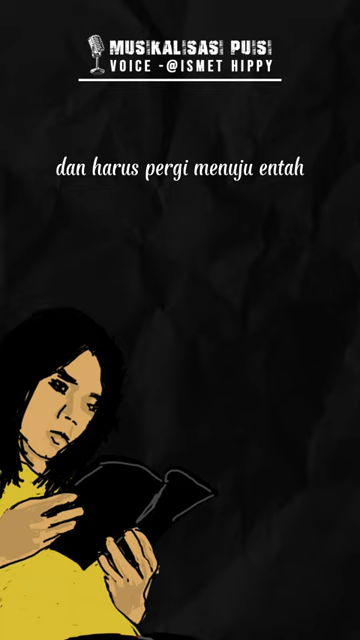 MUSIKALISASI PUISI
VOICE -@ISMET HIPPY
dan harus pergi menuju entah